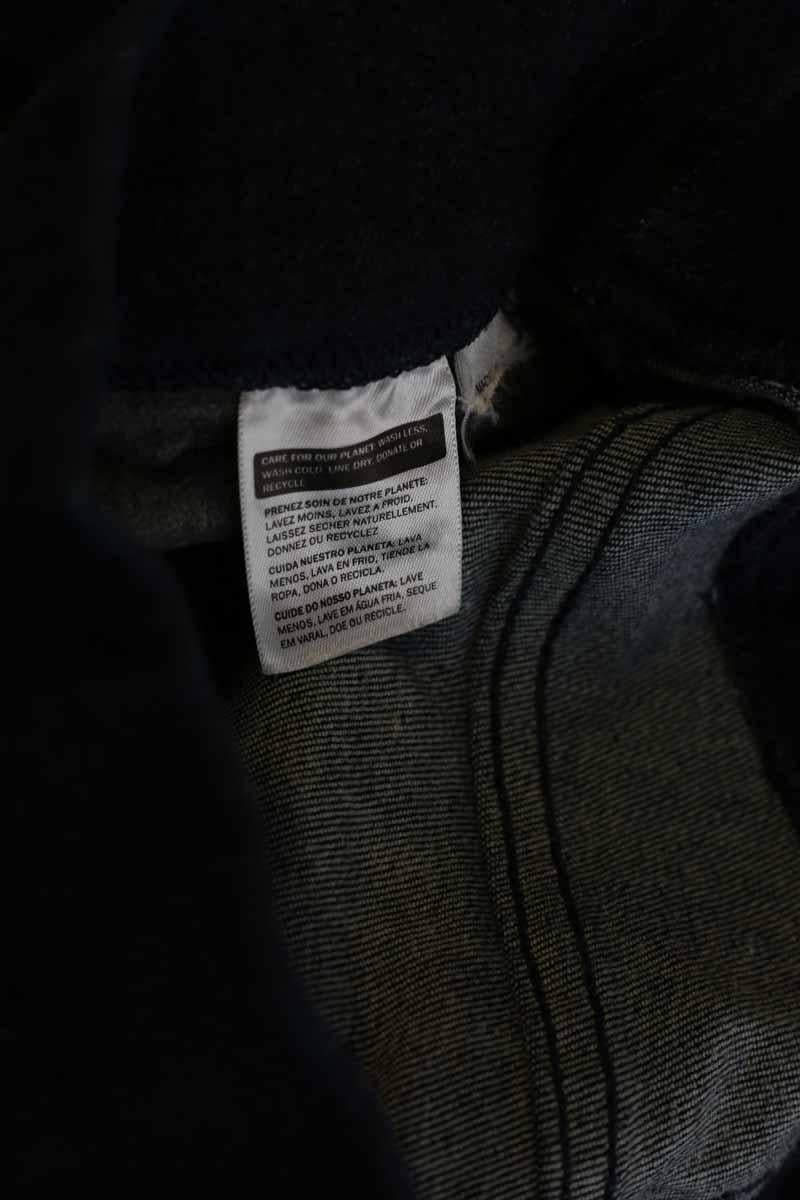 CARE FOR OUR PLANET: WASH LESS,
WASH COLD, LINE DRY, DONATE OR
RECYCLE
PRENEZ SOIN DE NOTRE PLANETE:
LAVEZ MOINS, LAVEZ A FROID,
LAISSEZ SECHER NATURELLEMENT.
DONNEZ OU RECYCLEZ
CUIDA NUESTRO PLANETA: LAVA
MENOS, LAVA EN FRIO, TIENDE LA
ROPA, DONA O RECICLA.
CUIDE DO NOSSO PLANETA: LAVE
MENOS, LAVE EM ÁGUA FRIA, SEQUE
EM VARAL, DOE OU RECICLE.